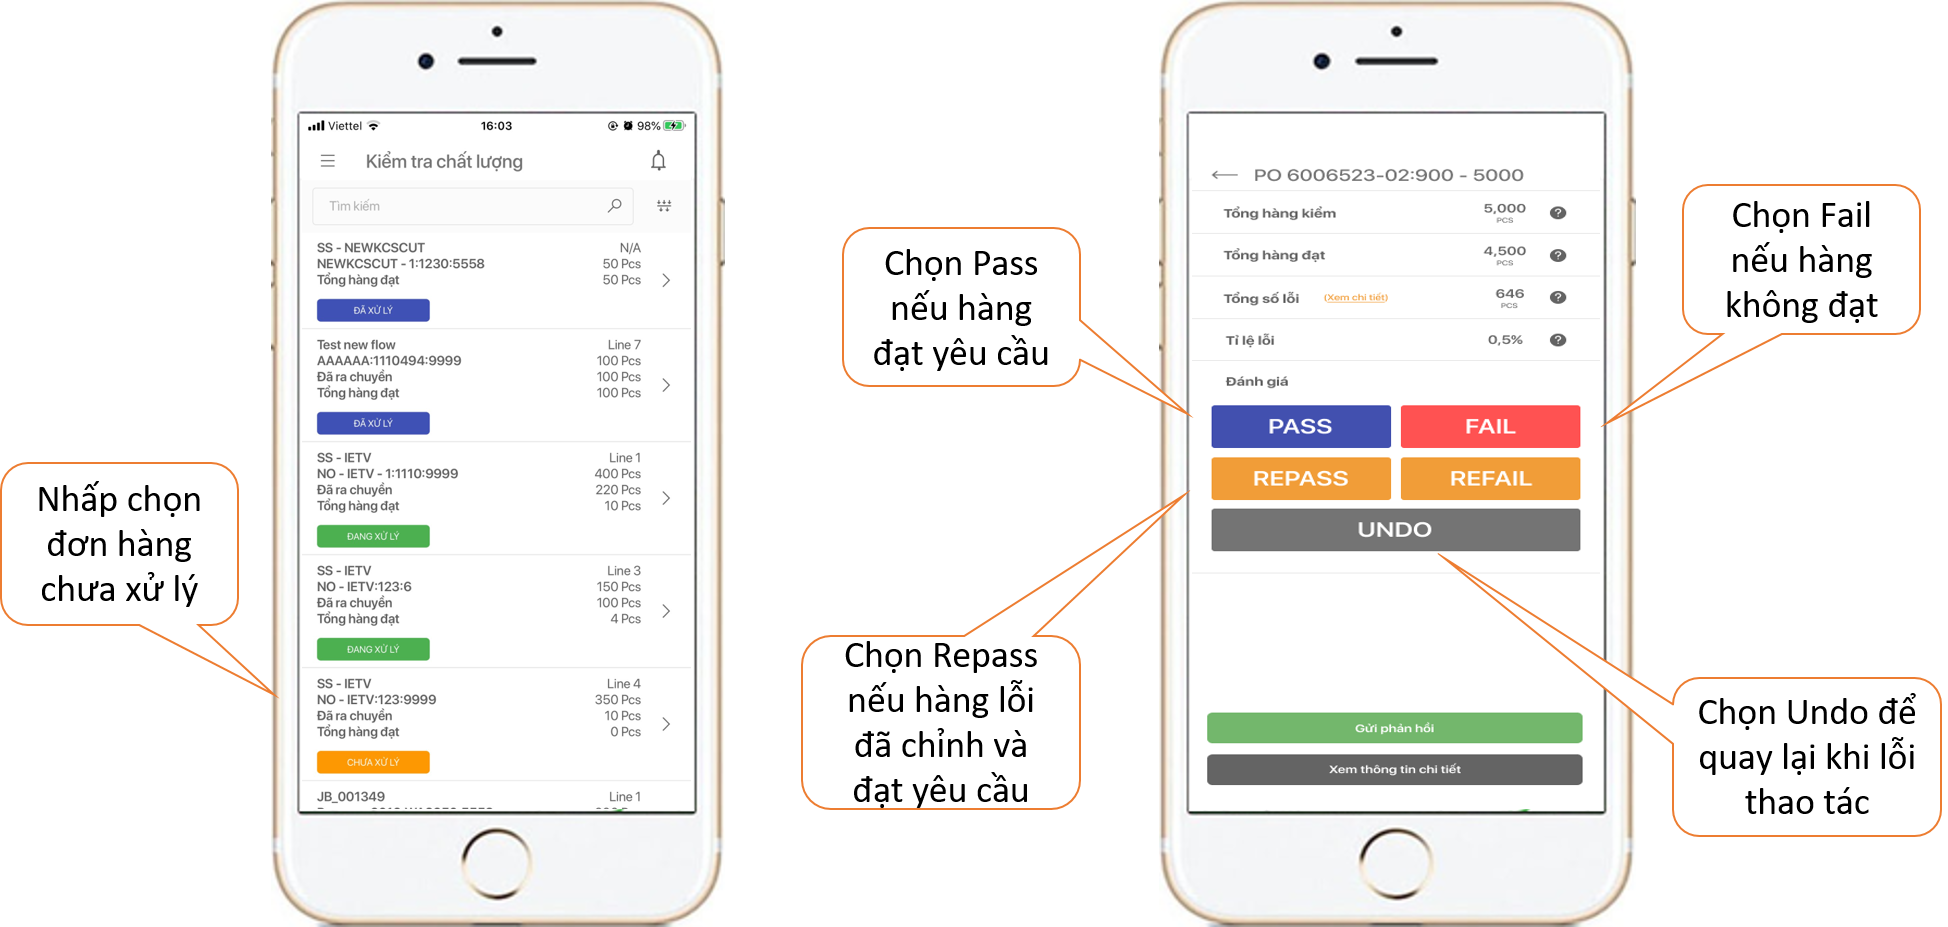 Viettel
16:03
98%
Kiểm tra chất lượng
Tìm kiếm
SS - NEWKCSCUT N/A
NEWKCSCUT - 1:1230:5558 50 Pcs
Tổng hàng đạt 50 Pcs
ĐÃ XỬ LÝ
Test new flow Line 7
AAAAAA:1110494:9999 100 Pcs
Đã ra chuyền 100 Pcs
Tổng hàng đạt 100 Pcs
ĐÃ XỬ LÝ
SS - IETV Line 1
NO - IETV - 1:1110:9999 400 Pcs
Đã ra chuyền 220 Pcs
Tổng hàng đạt 10 Pcs
ĐANG XỬ LÝ
SS - IETV Line 3
NO - IETV:123:6 150 Pcs
Đã ra chuyền 100 Pcs
Tổng hàng đạt 4 Pcs
ĐANG XỬ LÝ
SS - IETV Line 4
NO - IETV:123:9999 350 Pcs
Đã ra chuyền 10 Pcs
Tổng hàng đạt 0 Pcs
CHƯA XỬ LÝ
JB_001349 Line 1
Nhấp chọn
đơn hàng
chưa xử lý
PO 6006523-02:900 - 5000
Tổng hàng kiểm 5,000
PCS
Tổng hàng đạt 4,500
PCS
Tổng số lỗi (Xem chi tiết) 646
PCS
Tỉ lệ lỗi 0,5%
Đánh giá
PASS FAIL
REPASS REFAIL
UNDO
Gửi phản hồi
Xem thông tin chi tiết
Chọn Pass
nếu hàng
đạt yêu cầu
Chọn Fail
nếu hàng
không đạt
Chọn Repass
nếu hàng lỗi
đã chỉnh và
đạt yêu cầu
Chọn Undo để
quay lại khi lỗi
thao tác